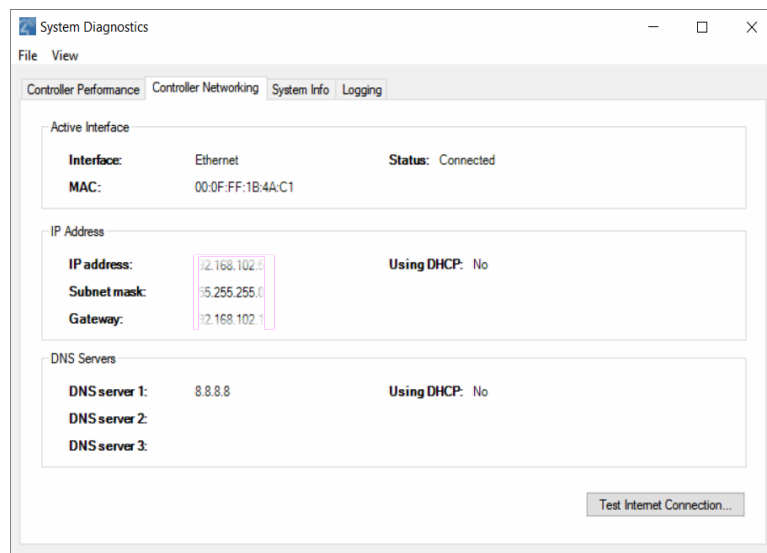 System Diagnostics
File View
Controller Performance Controller Networking System Info Logging
Active Interface
Interface: Ethernet Status: Connected
MAC: 00:0F:FF:1B:4A:C1
IP Address
IP address: Using DHCP: No
Subnet mask:
Gateway:
DNS Servers
DNS server 1: 8.8.8.8 Using DHCP: No
DNS server 2:
DNS server 3:
Test Internet Connection...